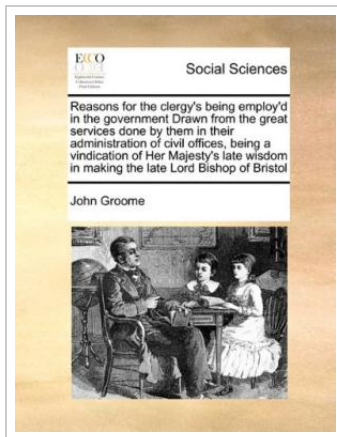 ECCO
Social Sciences
Reasons for the clergy's being employ'd
in the government Drawn from the great
services done by them in their
administration of civil offices, being a
vindication of Her Majesty's late wisdom
in making the late Lord Bishop of Bristol
John Groome